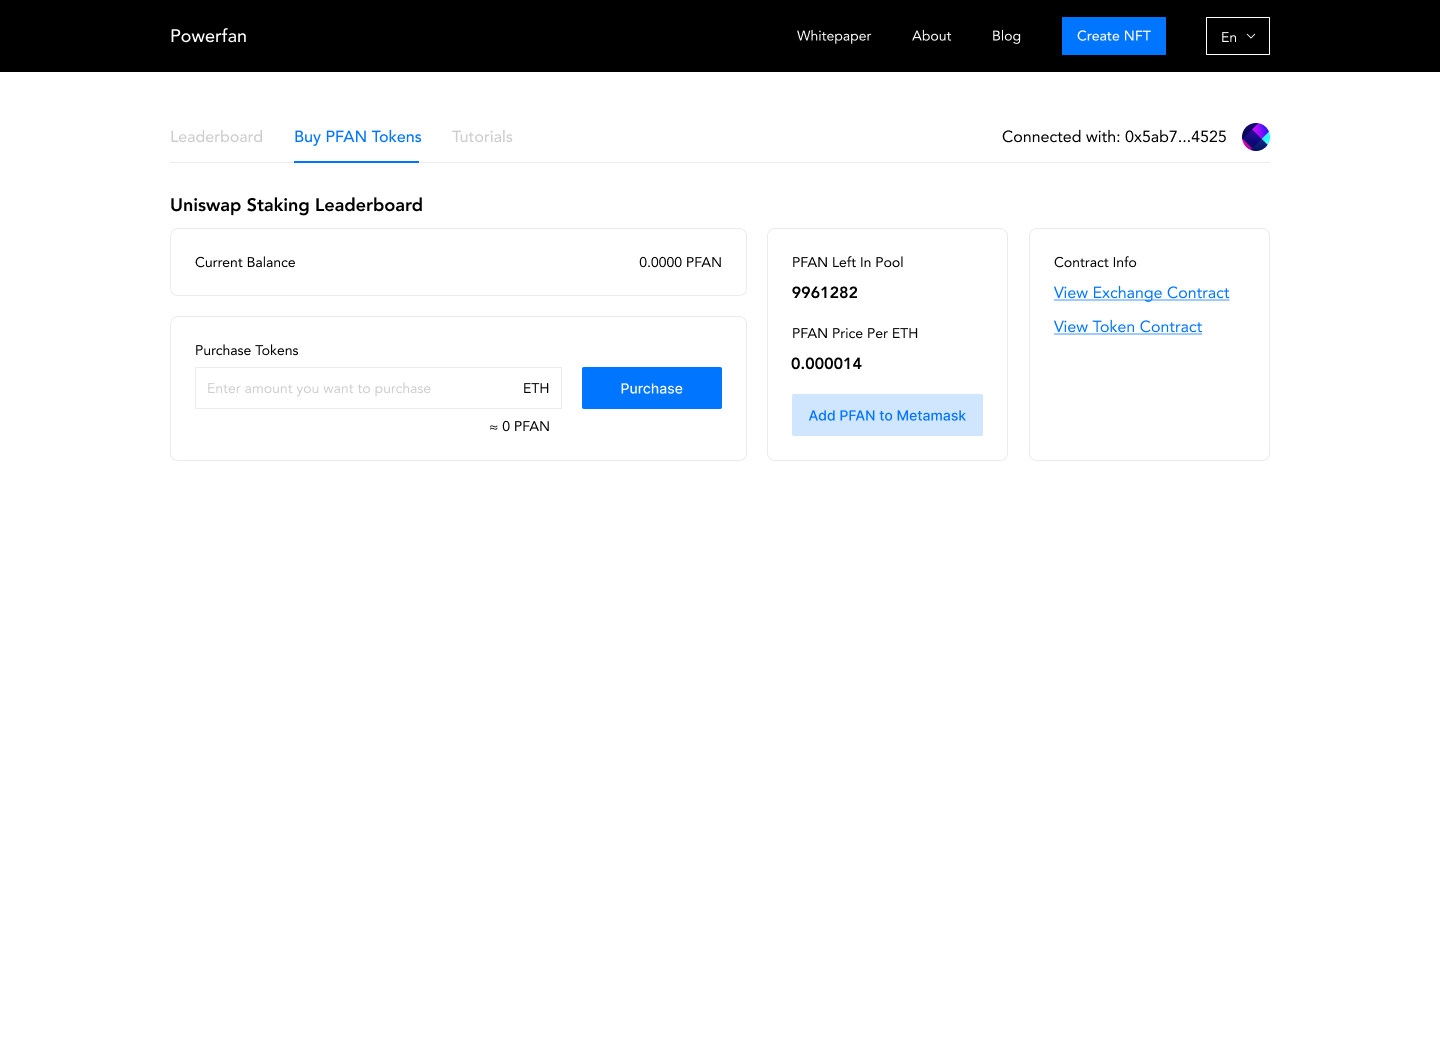 Powerfan
Whitepaper
About
Blog
Create NFT
En
Leaderboard
Buy PFAN Tokens
Tutorials
Connected with: 0x5ab7...4525
Uniswap Staking Leaderboard
Current Balance
0.0000 PFAN
Purchase Tokens
Enter amount you want to purchase
ETH
Purchase
≈ 0 PFAN
PFAN Left In Pool
9961282
PFAN Price Per ETH
0.000014
Add PFAN to Metamask
Contract Info
View Exchange Contract
View Token Contract